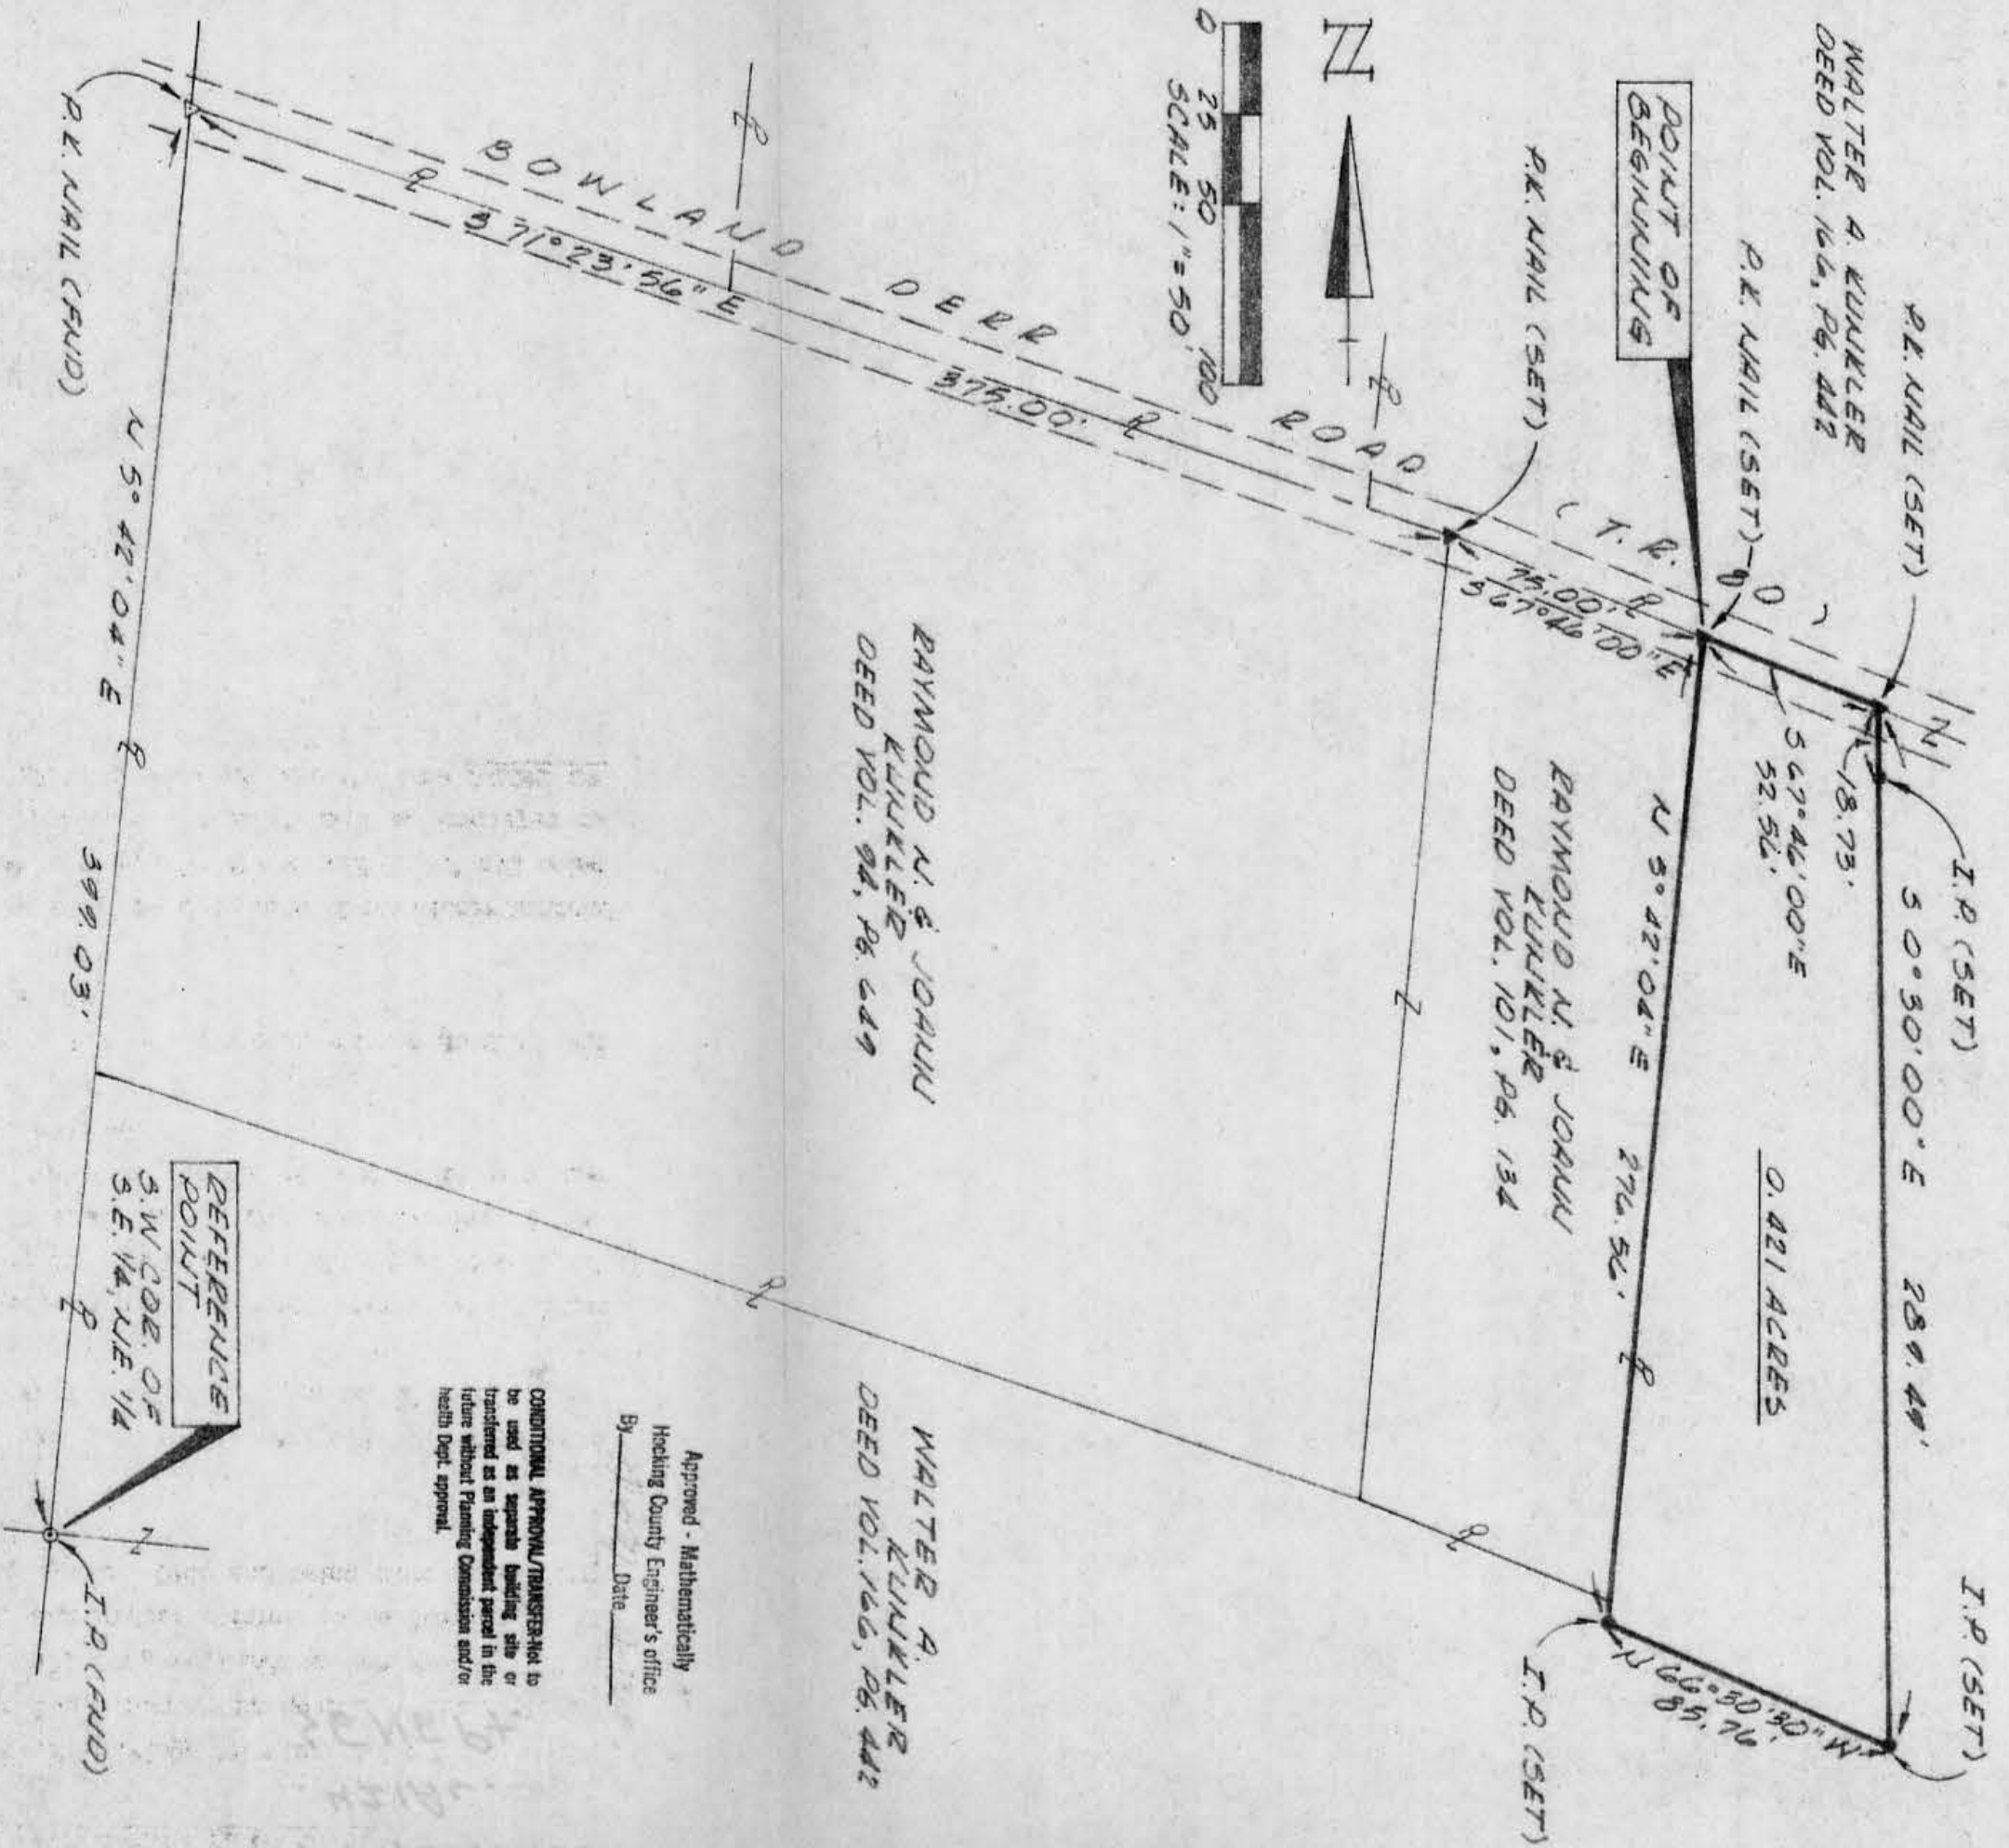 WALTER A. KUNKLER
DEED VOL. 166, PG. 442
P.K. NAIL (SET)
P.K. NAIL (SET)
POINT OF
BEGINNING
P.K. NAIL (SET)
N
0 25 50 100
SCALE: 1"=50'
I.P. (SET)
I.P. (SET)
S 0°30'00" E 289.49'
18.73'
S 67°46'00" E
52.56'
0.421 ACRES
N 5°42'04" E 276.56'
N 66°30'30" W
85.76'
I.P. (SET)
BOWLAND DERR ROAD (T.R.
75.00'
S 67°46'00" E
S 71°23'56" E
375.00'
RAYMOND N. & JOANN
KUNKLER
DEED VOL. 101, PG. 134
RAYMOND N. & JOANN
KUNKLER
DEED VOL. 94, PG. 649
WALTER A.
KUNKLER
DEED VOL. 166, PG. 442
Approved - Mathematically
Hocking County Engineer's office
By Date
CONDITIONAL APPROVAL/TRANSFER-Not to
be used as separate building site or
transferred as an independent parcel in the
future without Planning Commission and/or
health Dept. approval.
P.K. NAIL (FND)
N 5°42'04" E
399.03'
REFERENCE
POINT
S.W. COR. OF
S.E. 1/4, N.E. 1/4
I.P. (FND)